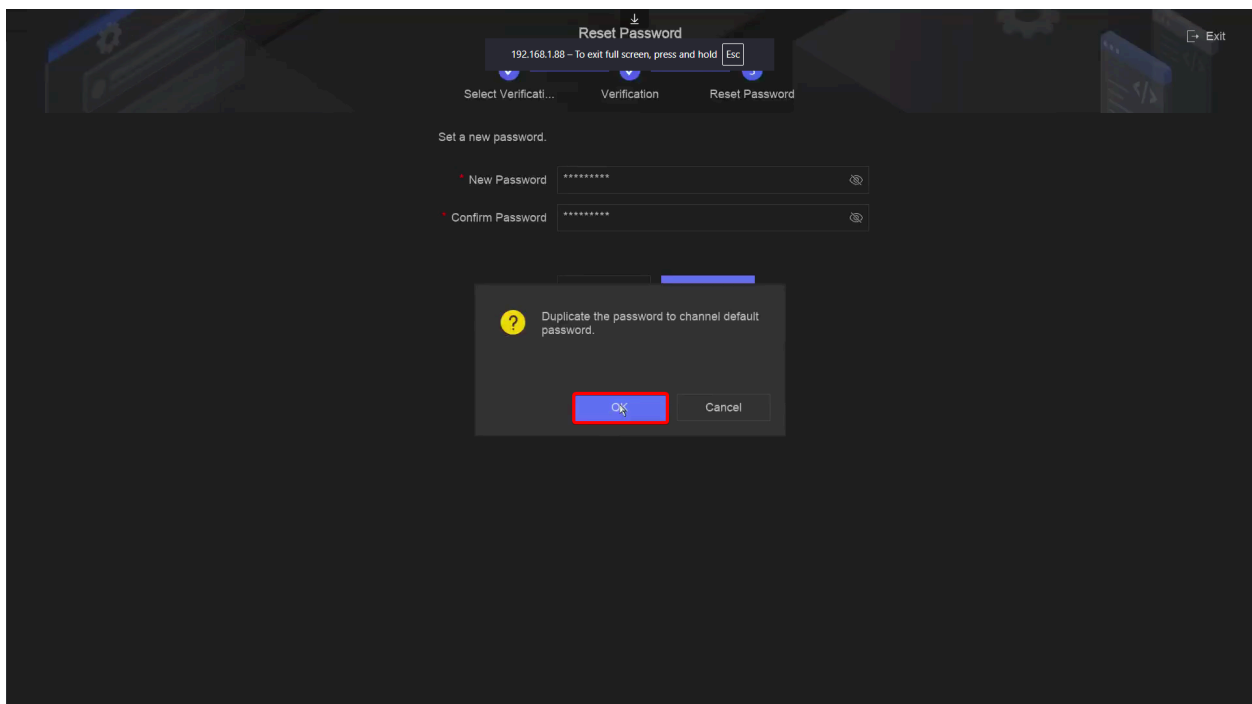 Reset Password
Exit
192.168.1.88 – To exit full screen, press and hold Esc
Select Verificati...
Verification
Reset Password
Set a new password.
* New Password *********
* Confirm Password *********
Duplicate the password to channel default
password.
OK
Cancel